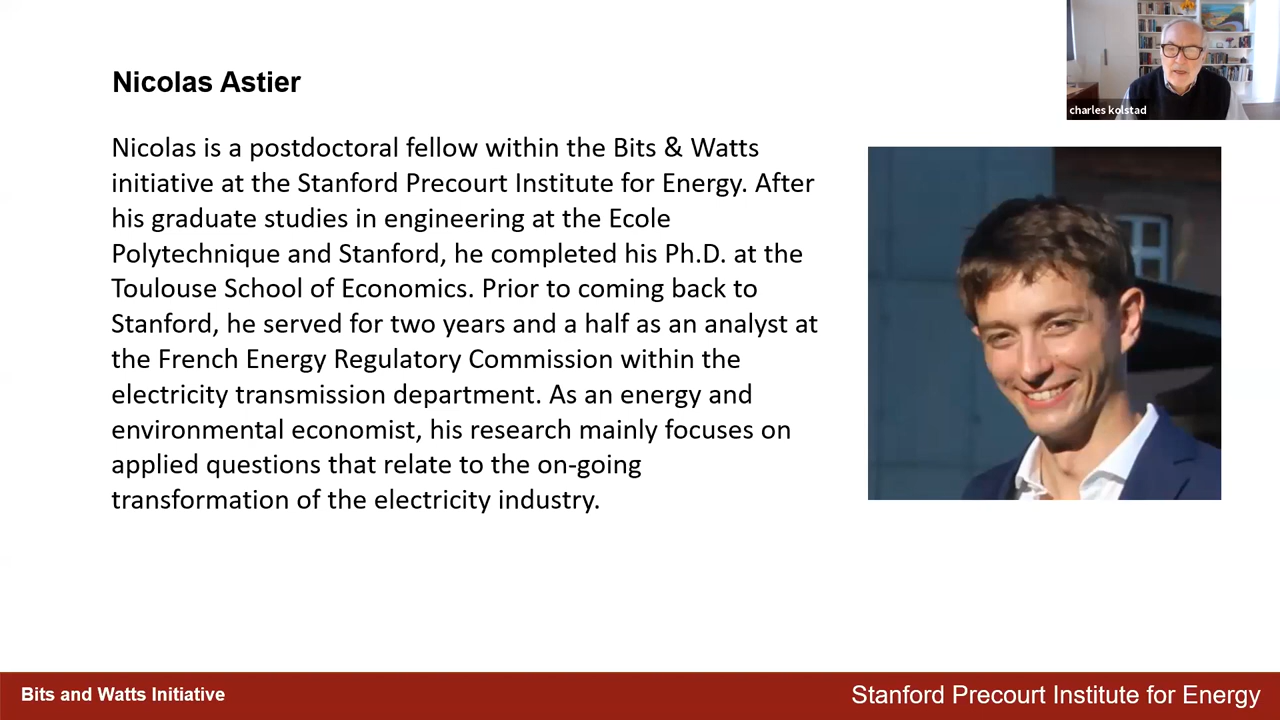 charles kolstad
Nicolas Astier
Nicolas is a postdoctoral fellow within the Bits & Watts
initiative at the Stanford Precourt Institute for Energy. After
his graduate studies in engineering at the Ecole
Polytechnique and Stanford, he completed his Ph.D. at the
Toulouse School of Economics. Prior to coming back to
Stanford, he served for two years and a half as an analyst at
the French Energy Regulatory Commission within the
electricity transmission department. As an energy and
environmental economist, his research mainly focuses on
applied questions that relate to the on-going
transformation of the electricity industry.
Bits and Watts Initiative
Stanford Precourt Institute for Energy